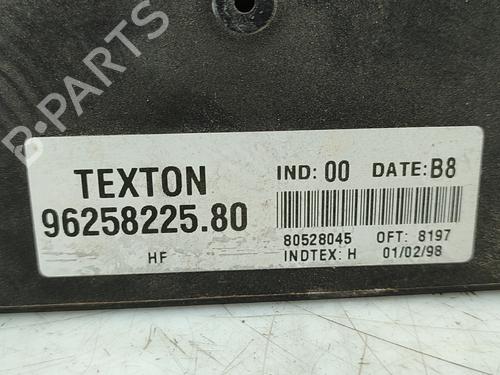 B-PARTS
TEXTON
96258225.80
HF
IND: 00 DATE: B8
80528045 OFT: 8197
INDTEX: H 01/02/98